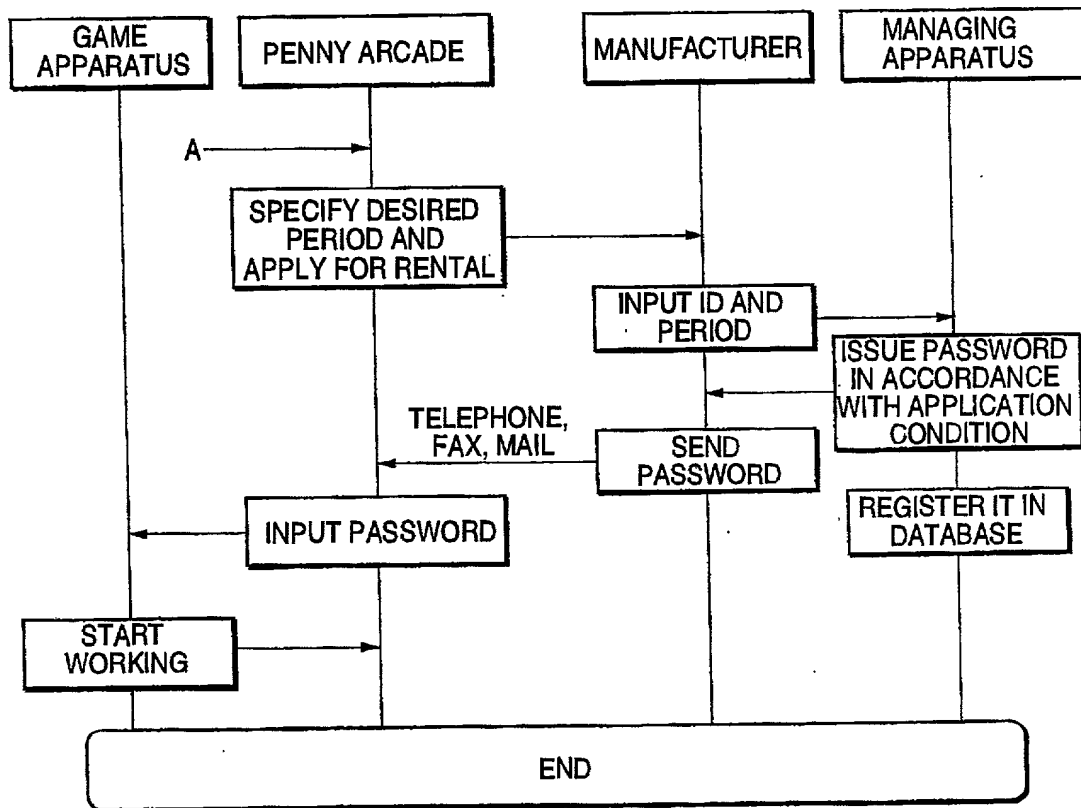 GAME
APPARATUS
PENNY ARCADE
MANUFACTURER
MANAGING
APPARATUS
A
SPECIFY DESIRED
PERIOD AND
APPLY FOR RENTAL
INPUT ID AND
PERIOD
ISSUE PASSWORD
IN ACCORDANCE
WITH APPLICATION
CONDITION
TELEPHONE,
FAX, MAIL
SEND
PASSWORD
REGISTER IT IN
DATABASE
INPUT PASSWORD
START
WORKING
END